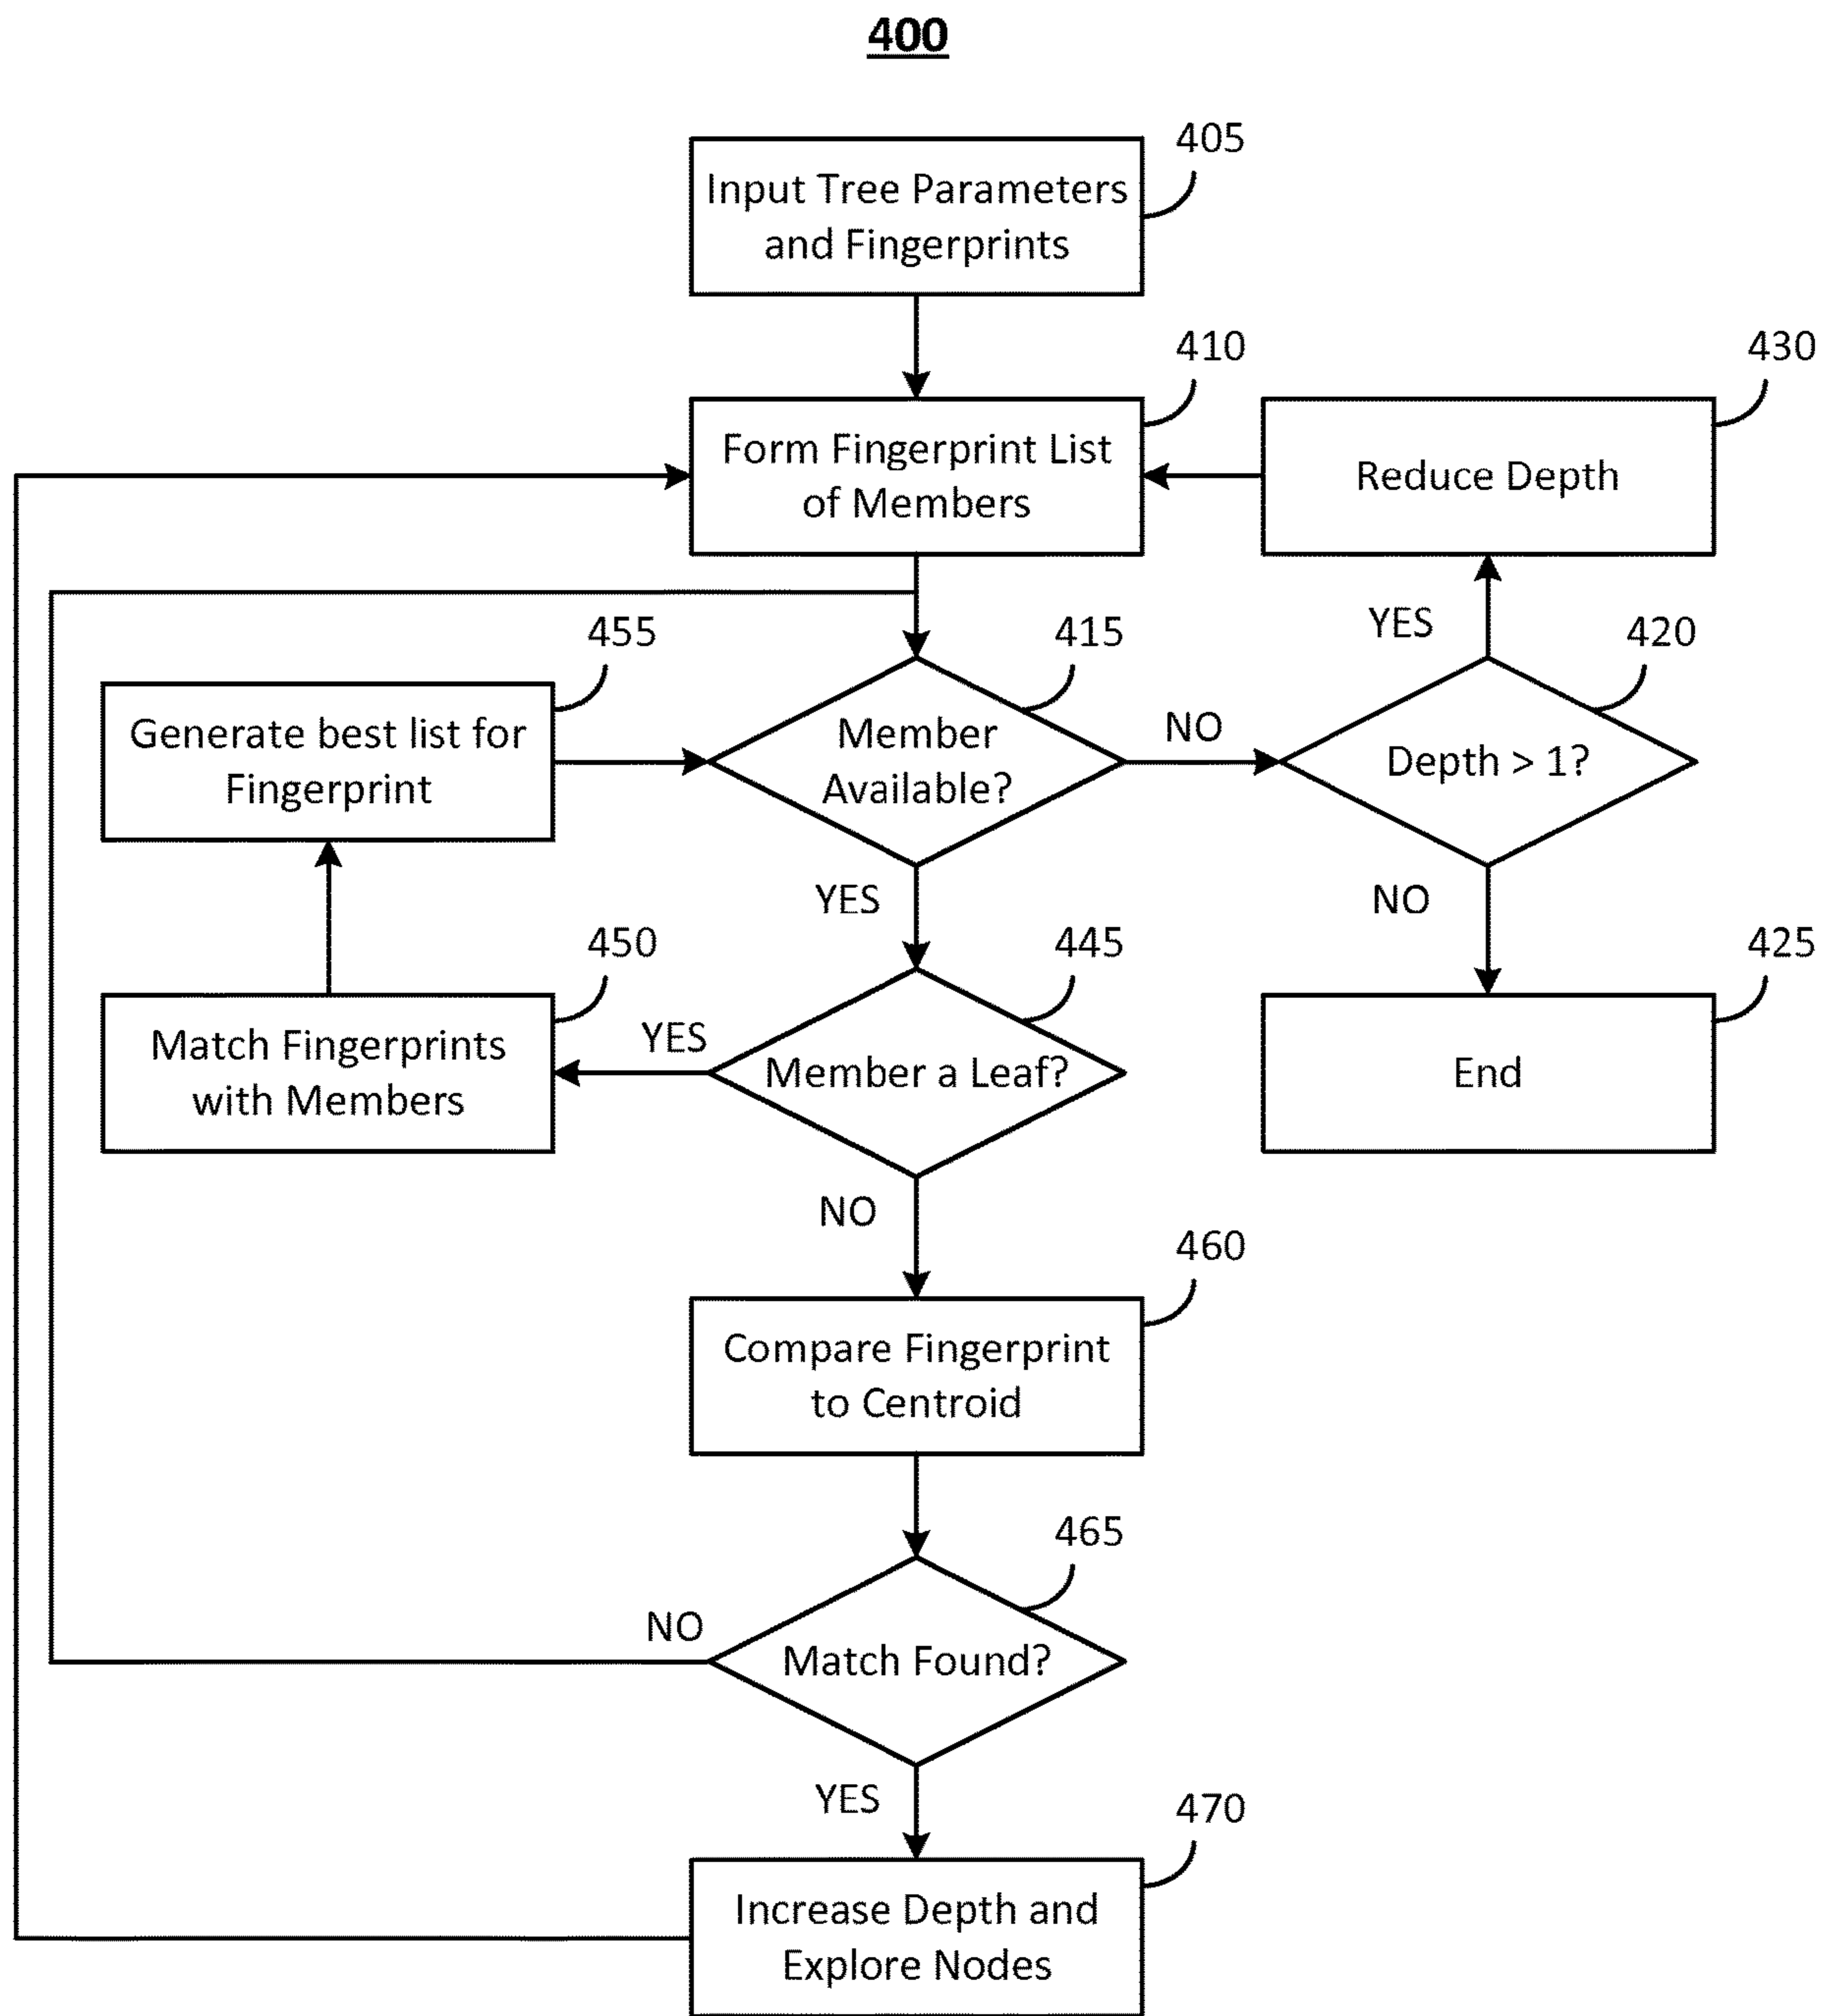 400
405
Input Tree Parameters
and Fingerprints
410
Form Fingerprint List
of Members
430
Reduce Depth
455
Generate best list for
Fingerprint
415
Member
Available?
NO
YES
420
Depth > 1?
YES
NO
450
Match Fingerprints
with Members
YES
445
Member a Leaf?
425
End
NO
460
Compare Fingerprint
to Centroid
465
NO
Match Found?
YES
470
Increase Depth and
Explore Nodes